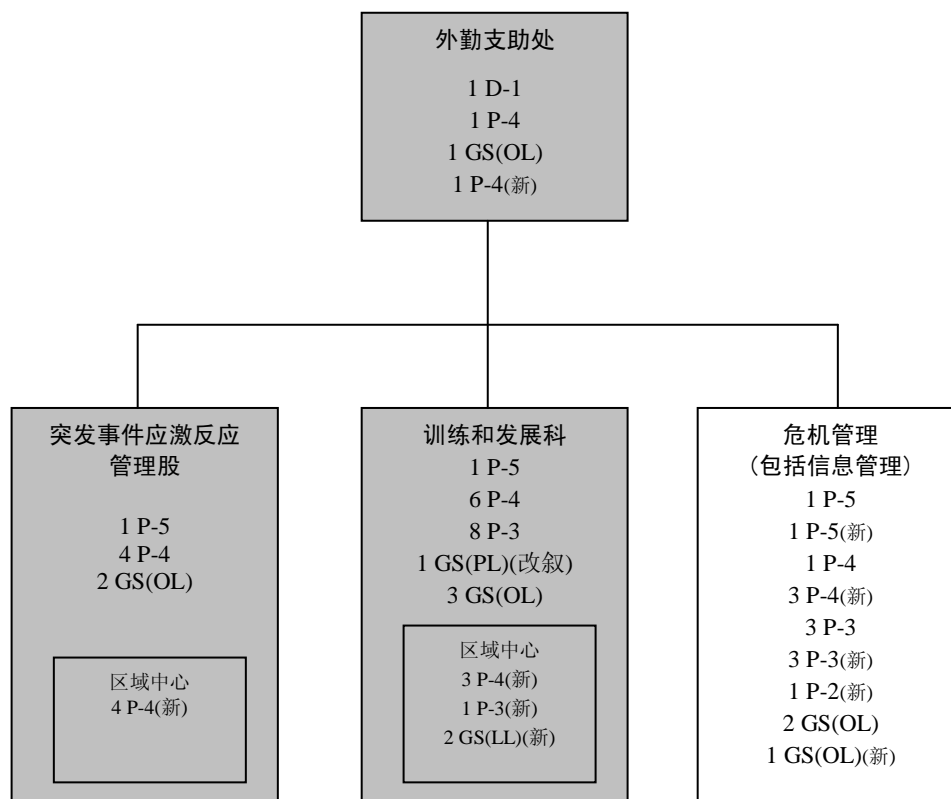 外勤支助处
1 D-1
1 P-4
1 GS(OL)
1 P-4(新)
突发事件应激反应
管理股
1 P-5
4 P-4
2 GS(OL)
区域中心
4 P-4(新)
训练和发展科
1 P-5
6 P-4
8 P-3
1 GS(PL)(改叙)
3 GS(OL)
区域中心
3 P-4(新)
1 P-3(新)
2 GS(LL)(新)
危机管理
(包括信息管理)
1 P-5
1 P-5(新)
1 P-4
3 P-4(新)
3 P-3
3 P-3(新)
1 P-2(新)
2 GS(OL)
1 GS(OL)(新)